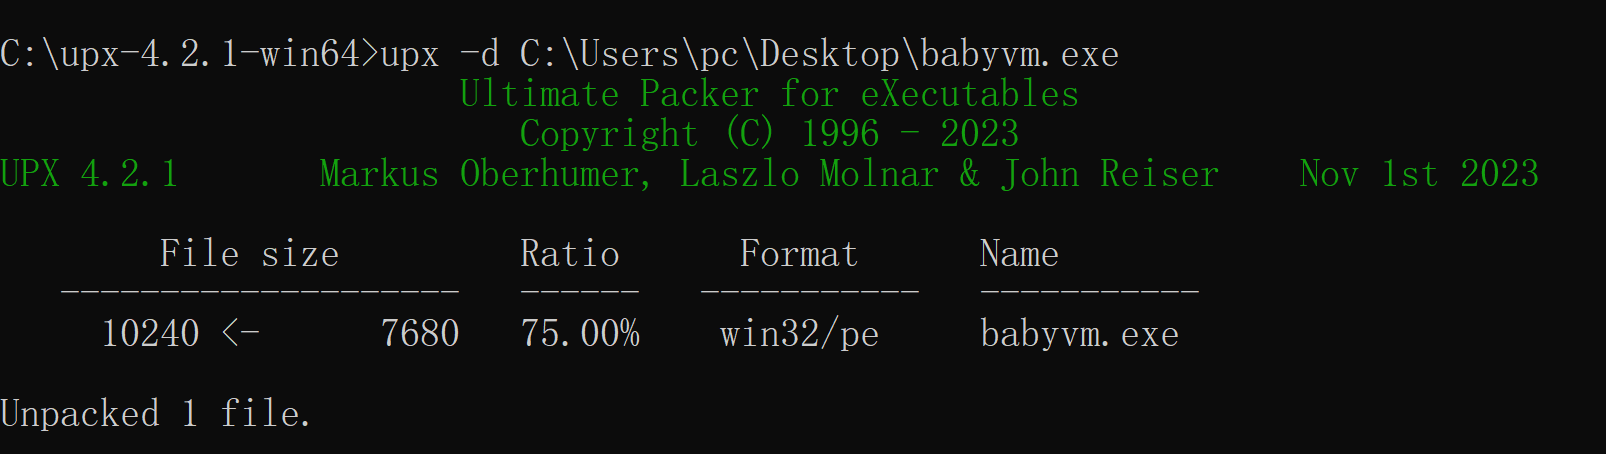 C:\upx-4.2.1-win64>upx -d C:\Users\pc\Desktop\babyvm.exe
Ultimate Packer for eXecutables
Copyright (C) 1996 - 2023
UPX 4.2.1 Markus Oberhumer, Laszlo Molnar & John Reiser Nov 1st 2023
File size Ratio Format Name
-------------------- ------ ----------- -----------
10240 <- 7680 75.00% win32/pe babyvm.exe
Unpacked 1 file.